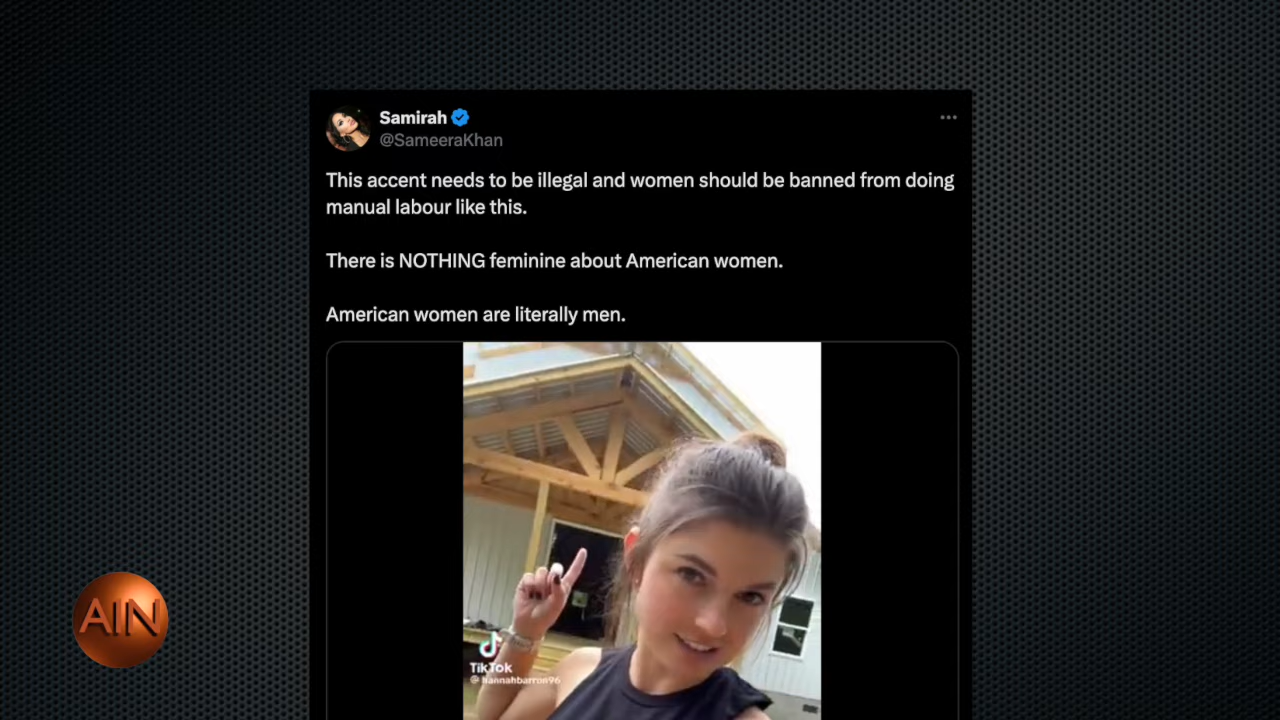 Samirah
@SameeraKhan
This accent needs to be illegal and women should be banned from doing
manual labour like this.
There is NOTHING feminine about American women.
American women are literally men.
TikTok
@hannahbarron96
AIN